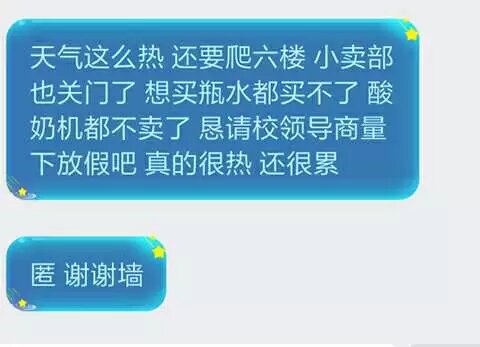 天气这么热 还要爬六楼 小卖部
也关门了 想买瓶水都买不了 酸
奶机都不卖了 恳请校领导商量
下放假吧 真的很热 还很累
匿 谢谢墙